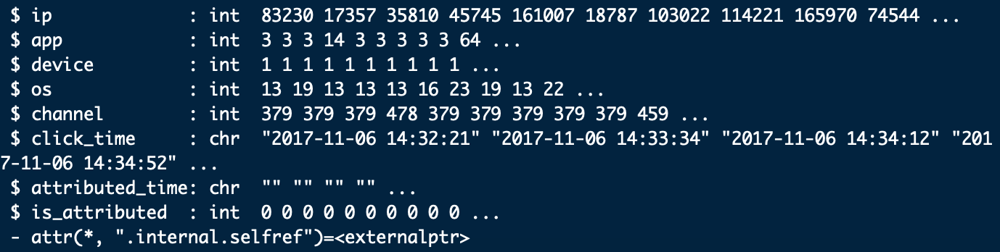 $ ip             : int  83230 17357 35810 45745 161007 18787 103022 114221 165970 74544 ...
$ app            : int  3 3 3 14 3 3 3 3 3 64 ...
$ device         : int  1 1 1 1 1 1 1 1 1 1 ...
$ os             : int  13 19 13 13 13 16 23 19 13 22 ...
$ channel        : int  379 379 379 478 379 379 379 379 379 459 ...
$ click_time     : chr  "2017-11-06 14:32:21" "2017-11-06 14:33:34" "2017-11-06 14:34:12" "201
7-11-06 14:34:52" ...
$ attributed_time: chr  "" "" "" "" ...
$ is_attributed  : int  0 0 0 0 0 0 0 0 0 0 ...
- attr(*, ".internal.selfref")=<externalptr>